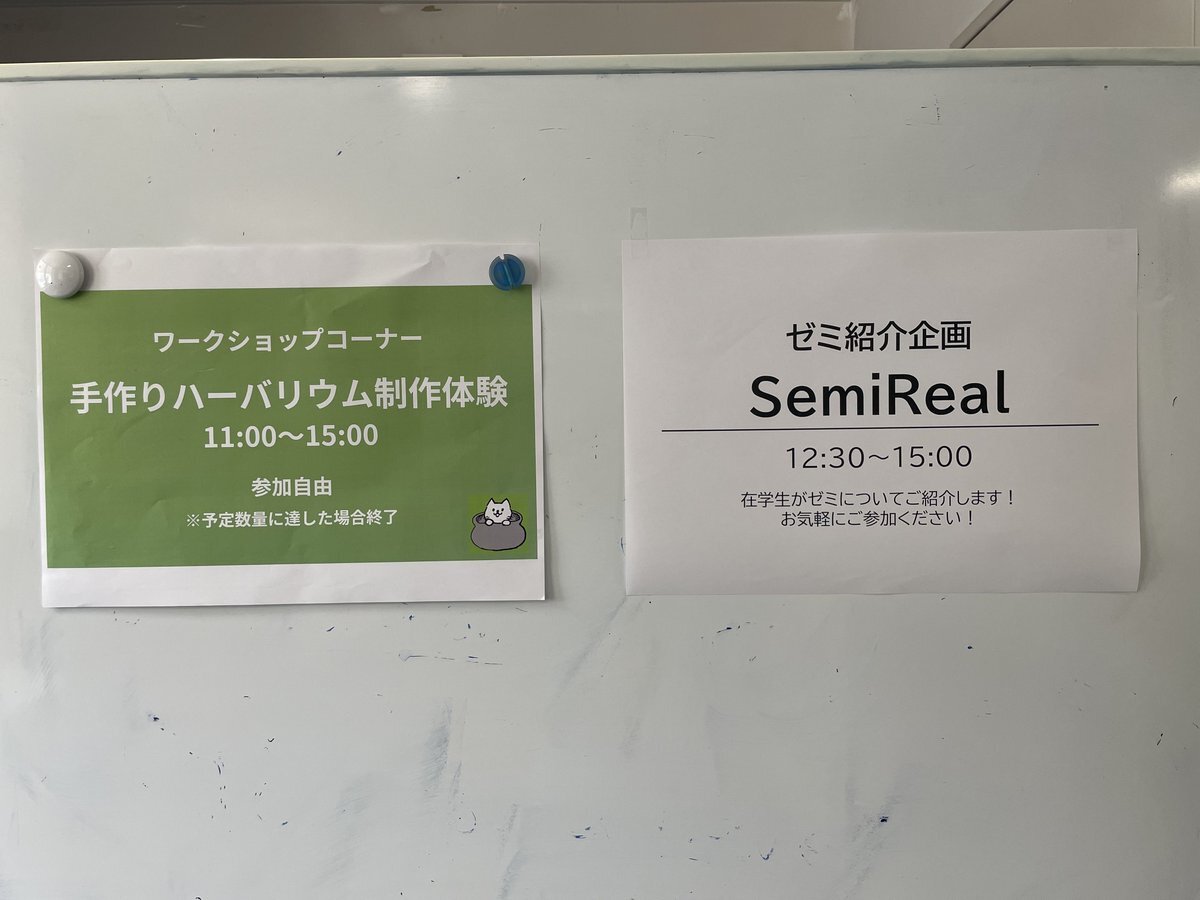 ワークショップコーナー
手作りハーバリウム制作体験
11:00〜15:00
参加自由
※予定数量に達した場合終了
ゼミ紹介企画
SemiReal
12:30〜15:00
在学生がゼミについてご紹介します！
お気軽にご参加ください！